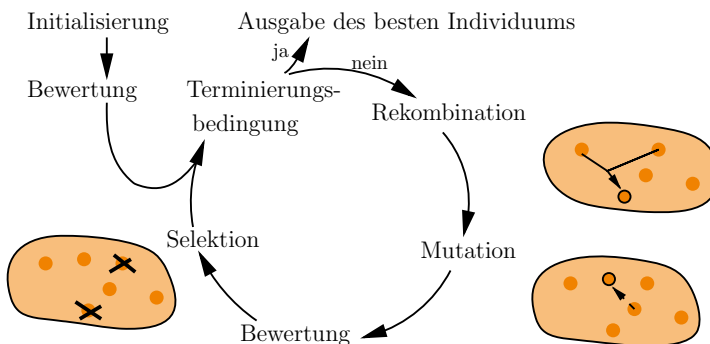 Initialisierung
Ausgabe des besten Individuums
ja
nein
Bewertung
Terminierungs-
bedingung
Rekombination
Selektion
Mutation
Bewertung